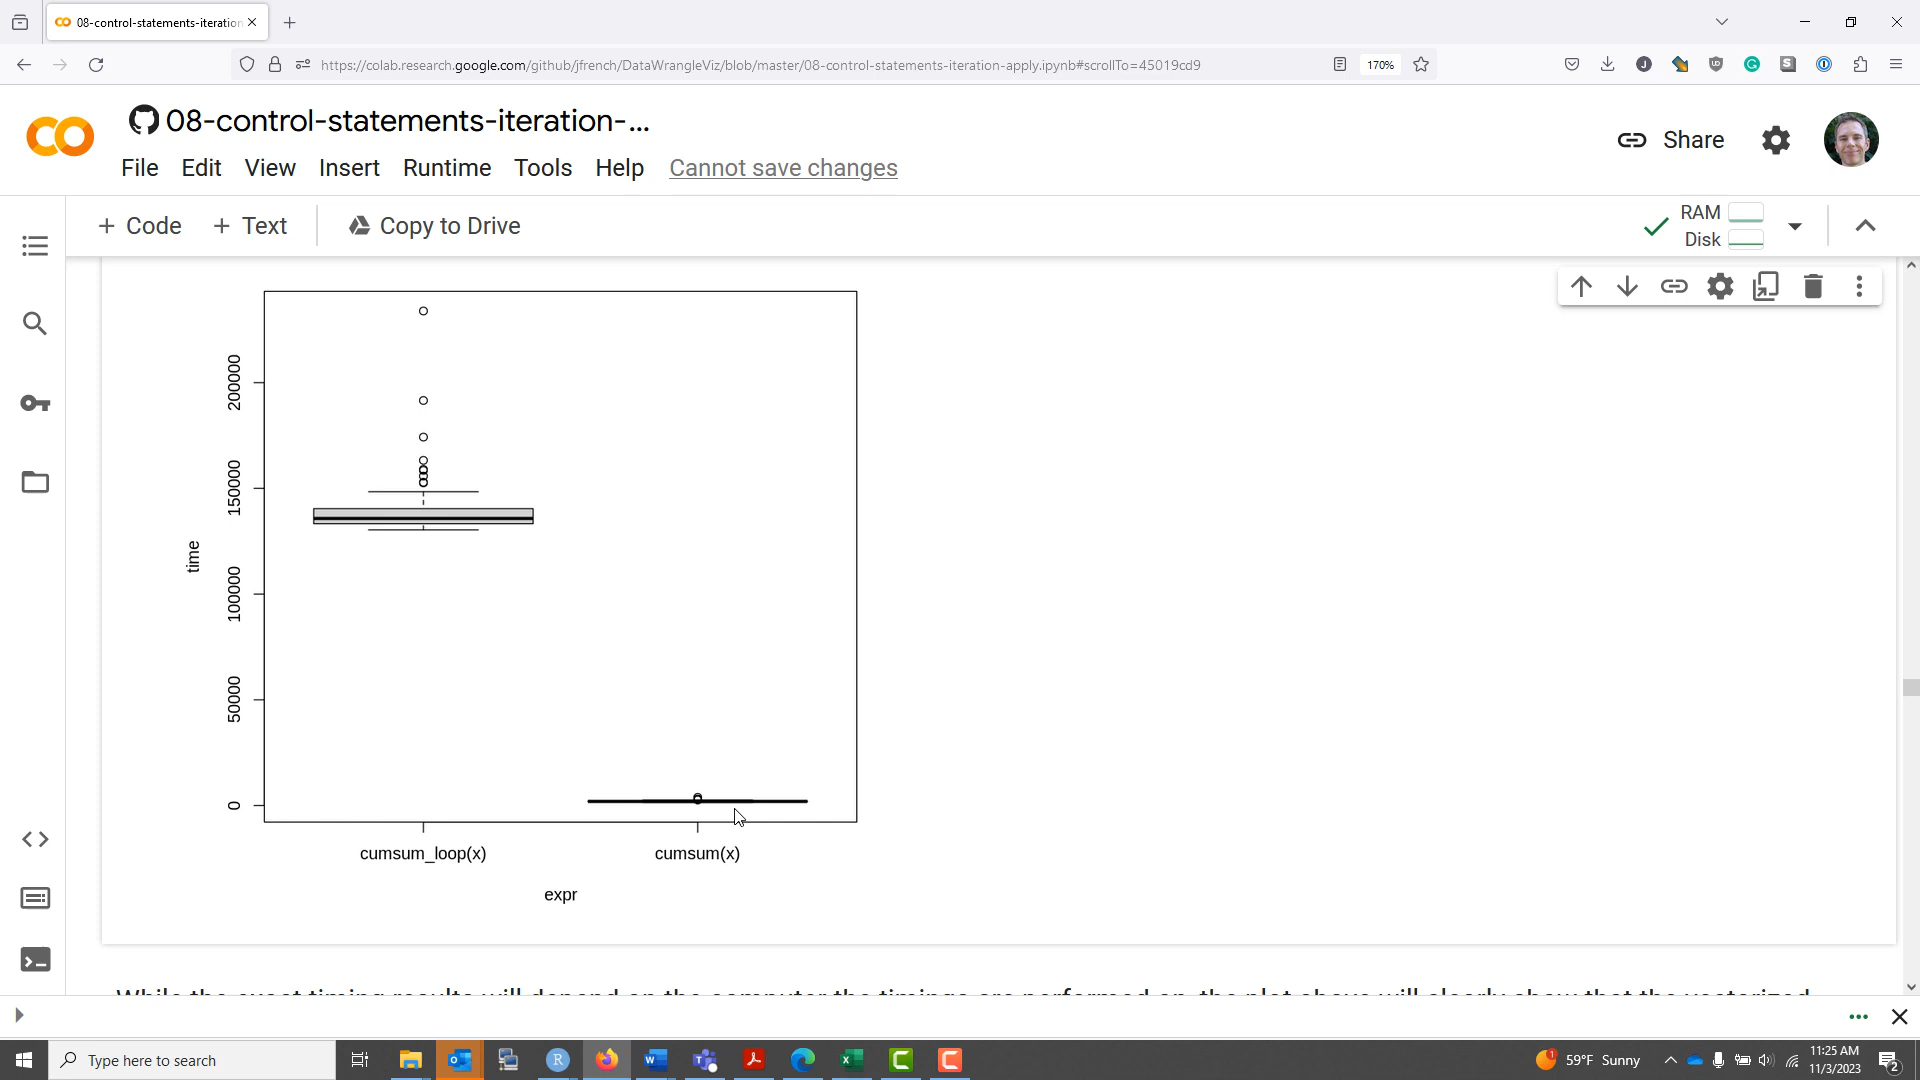 08-control-statements-iteration
https://colab.research.google.com/github/jfrench/DataWrangleViz/blob/master/08-control-statements-iteration-apply.ipynb#scrollTo=45019cd9
170%
08-control-statements-iteration-...
File Edit View Insert Runtime Tools Help Cannot save changes
Share
+ Code + Text Copy to Drive
RAM
Disk
200000
150000
100000
50000
0
time
cumsum_loop(x) cumsum(x)
expr
While the exact timing results will depend on the computer the timings are performed on, the plot above will clearly show that the vectorized
Type here to search
59°F Sunny
11:25 AM
11/3/2023
2